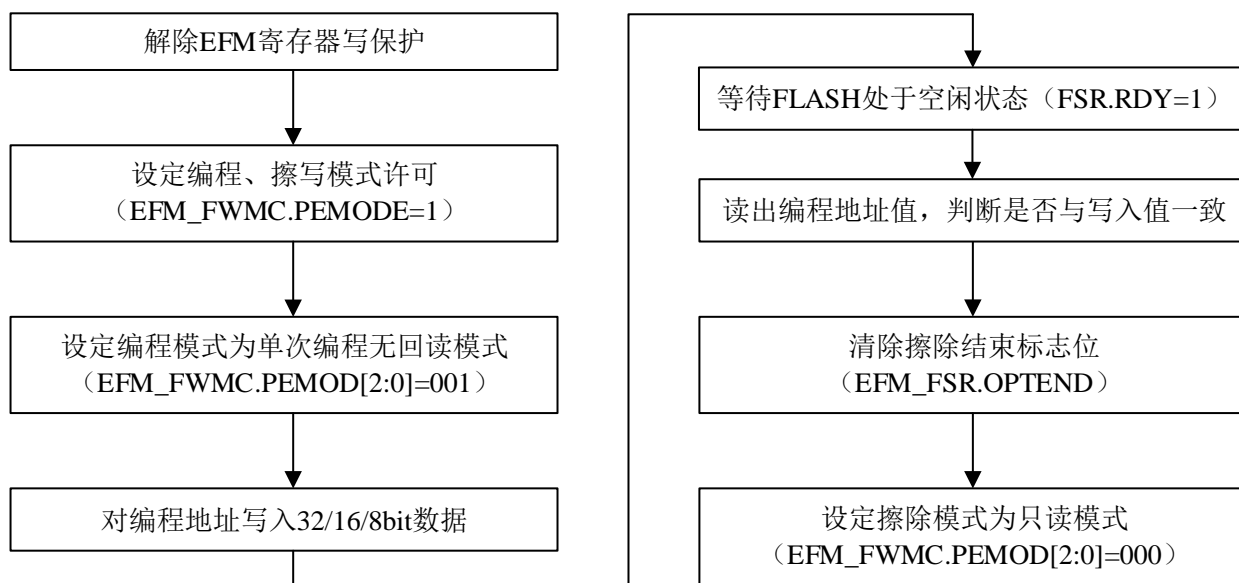 解除EFM寄存器写保护
设定编程、擦写模式许可
（EFM_FWMC.PEMODE=1）
设定编程模式为单次编程无回读模式
（EFM_FWMC.PEMOD[2:0]=001）
对编程地址写入32/16/8bit数据
等待FLASH处于空闲状态（FSR.RDY=1）
读出编程地址值，判断是否与写入值一致
清除擦除结束标志位
（EFM_FSR.OPTEND）
设定擦除模式为只读模式
（EFM_FWMC.PEMOD[2:0]=000）